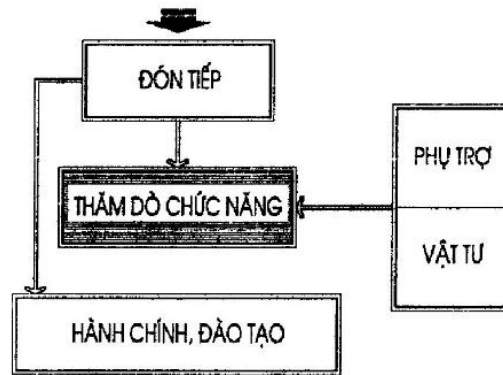 ĐÓN TIẾP
THĂM DÒ CHỨC NĂNG
PHỤ TRỢ
VẬT TƯ
HÀNH CHÍNH, ĐÀO TẠO